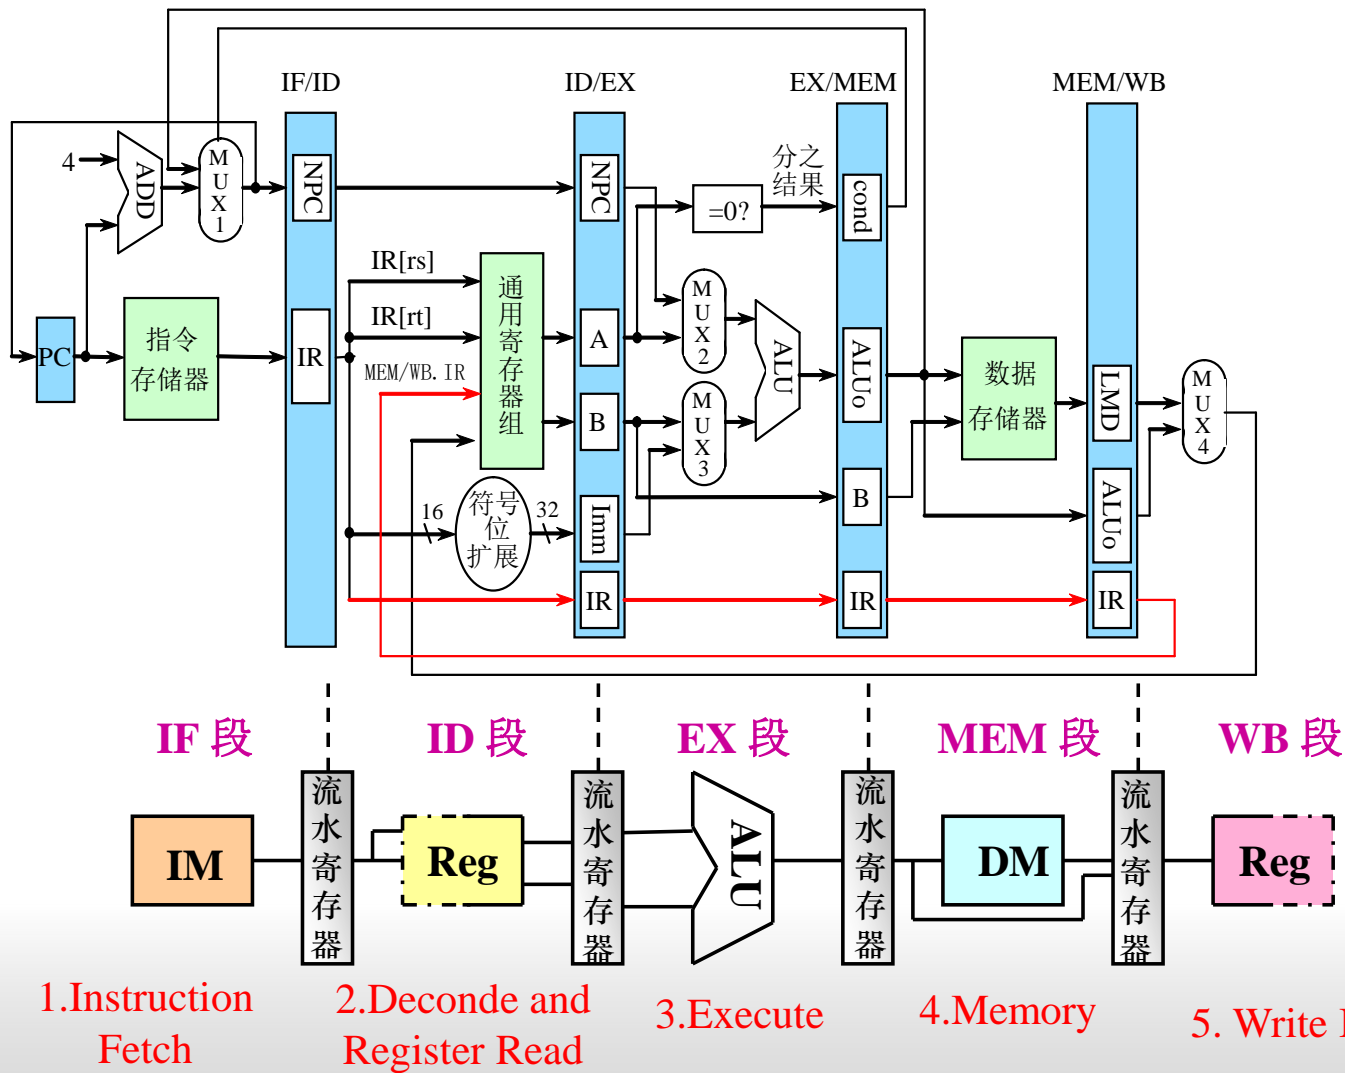 IF/ID
ID/EX
EX/MEM
MEM/WB
4
ADD
MUX1
NPC
NPC
=0?
分之
结果
cond
PC
指令
存储器
IR
IR[rs]
IR[rt]
MEM/WB.IR
通用寄存器组
A
B
MUX2
MUX3
ALU
ALUo
数据
存储器
LMD
MUX4
16
符号
位
扩展
32
Imm
B
ALUo
IR
IR
IR
IF 段
ID 段
EX 段
MEM 段
WB 段
IM
流水寄存器
Reg
流水寄存器
ALU
流水寄存器
DM
流水寄存器
Reg
1.Instruction
Fetch
2.Deconde and
Register Read
3.Execute
4.Memory
5. Write